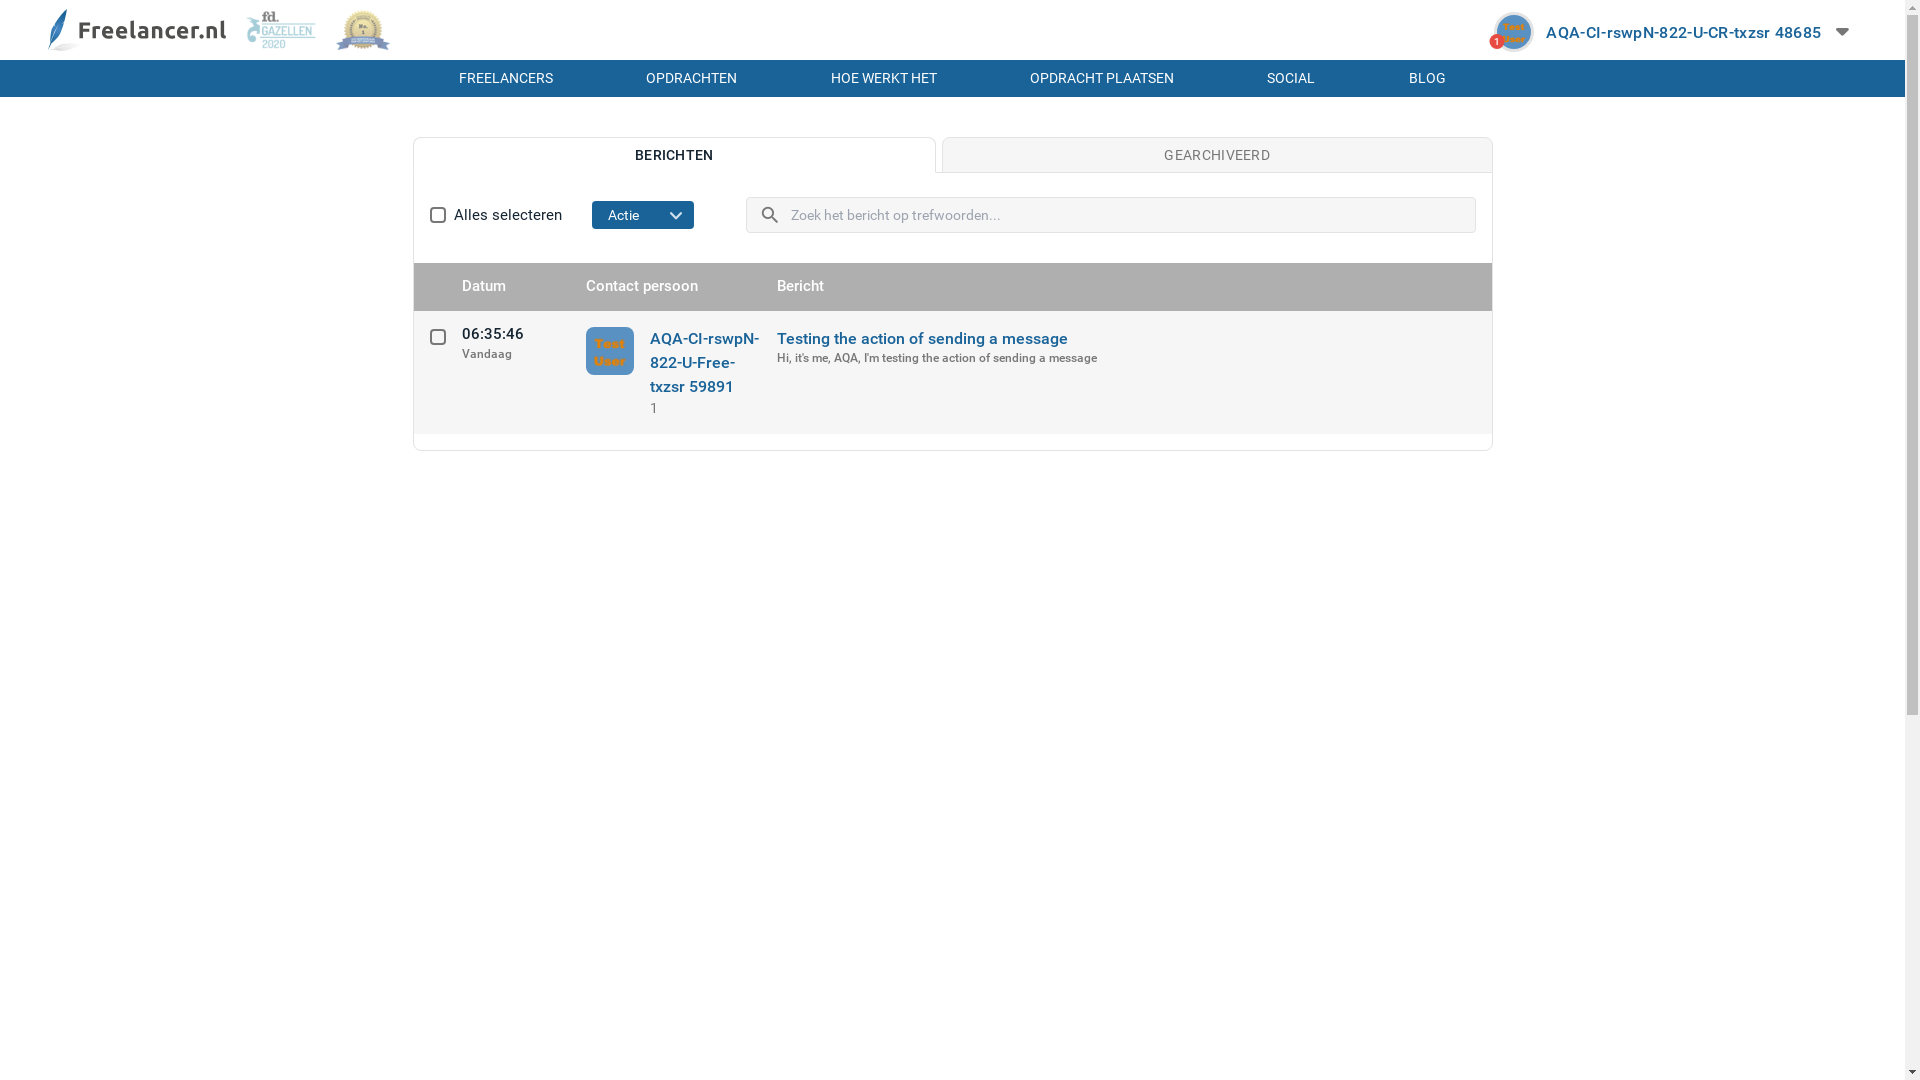 Freelancer.nl
fd.
GAZELLEN
2020
No.
1
Test
User
1
AQA-CI-rswpN-822-U-CR-txzsr 48685
FREELANCERS
OPDRACHTEN
HOE WERKT HET
OPDRACHT PLAATSEN
SOCIAL
BLOG
BERICHTEN
GEARCHIVEERD
Alles selecteren
Actie
Zoek het bericht op trefwoorden...
Datum
Contact persoon
Bericht
06:35:46
Vandaag
Test
User
AQA-CI-rswpN-
822-U-Free-
txzsr 59891
1
Testing the action of sending a message
Hi, it's me, AQA, I'm testing the action of sending a message